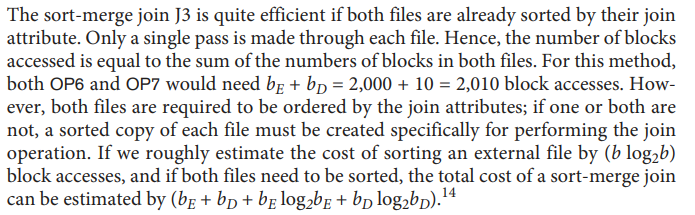 The sort-merge join J3 is quite efficient if both files are already sorted by their join
attribute. Only a single pass is made through each file. Hence, the number of blocks
accessed is equal to the sum of the numbers of blocks in both files. For this method,
both OP6 and OP7 would need b_E + b_D = 2,000 + 10 = 2,010 block accesses. How-
ever, both files are required to be ordered by the join attributes; if one or both are
not, a sorted copy of each file must be created specifically for performing the join
operation. If we roughly estimate the cost of sorting an external file by (b log₂b)
block accesses, and if both files need to be sorted, the total cost of a sort-merge join
can be estimated by (b_E + b_D + b_E log₂b_E + b_D log₂b_D).¹⁴